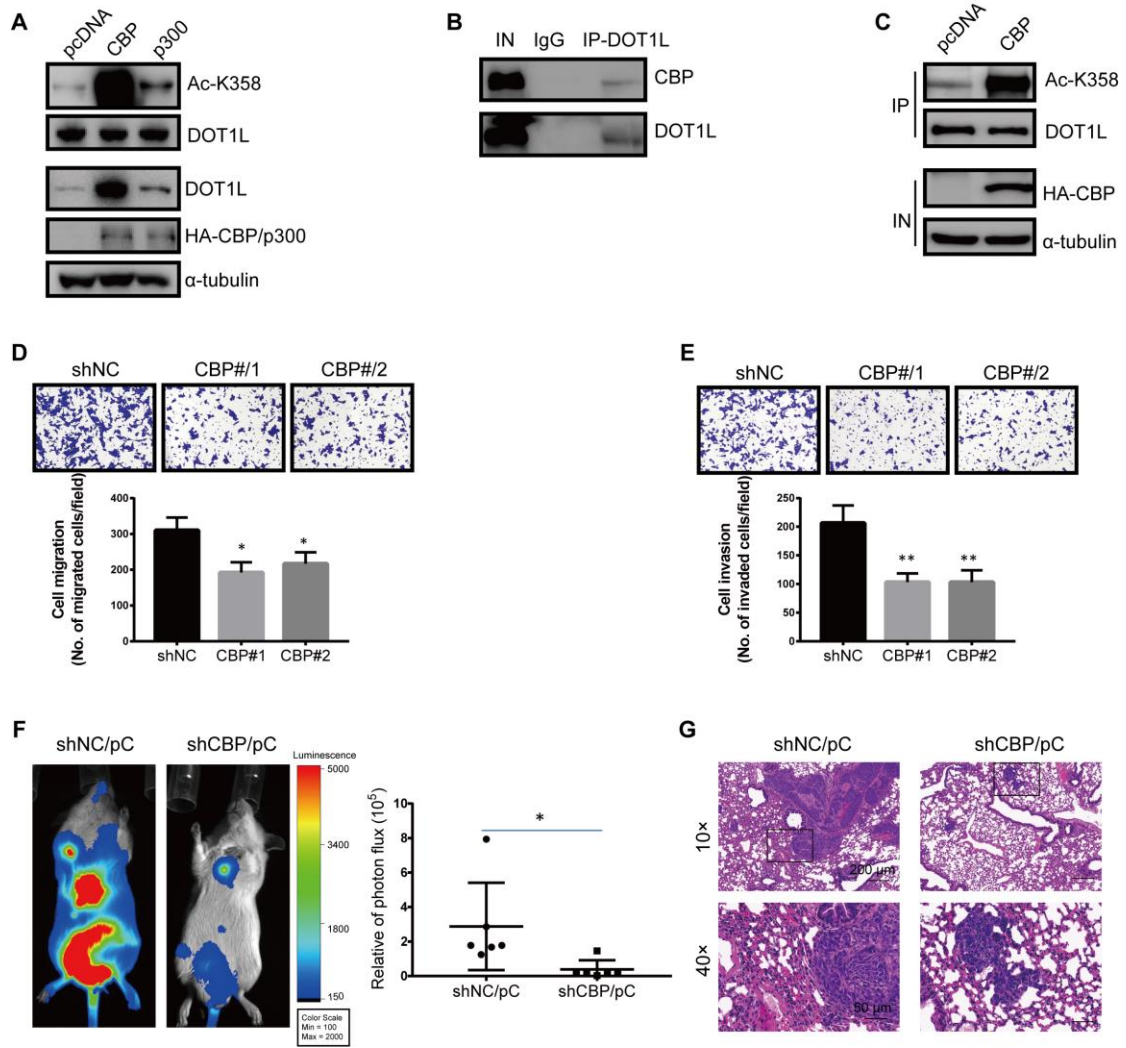 A
pcDNA CBP p300
Ac-K358
DOT1L
DOT1L
HA-CBP/p300
α-tubulin
B
IN IgG IP-DOT1L
CBP
DOT1L
C
pcDNA CBP
IP
Ac-K358
DOT1L
IN
HA-CBP
α-tubulin
D
shNC CBP#/1 CBP#/2
Cell migration
(No. of migrated cells/field)
400
300
200
100
0
* *
shNC CBP#1 CBP#2
E
shNC CBP#/1 CBP#/2
Cell invasion
(No. of invaded cells/field)
250
200
150
100
50
0
** **
shNC CBP#1 CBP#2
F
shNC/pC shCBP/pC
Luminescence
5000
3400
1800
150
Color Scale
Min = 100
Max = 2000
Relative of photon flux (10⁵)
10
8
6
4
2
0
*
shNC/pC shCBP/pC
G
shNC/pC shCBP/pC
10×
200 μm
40×
50 μm